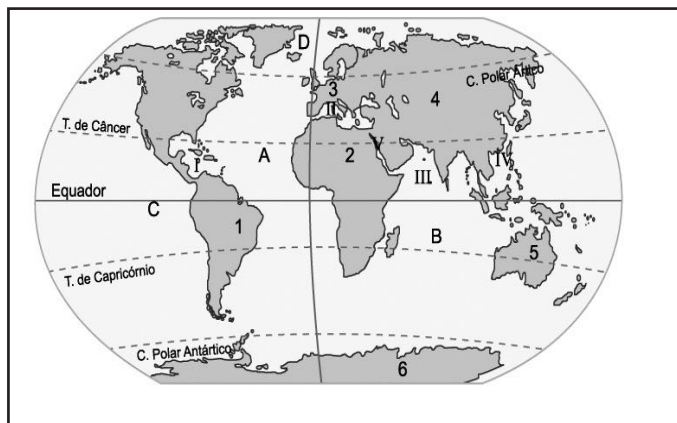 D
C. Polar Ártico
3
4
II
T. de Câncer
A
2
V
I
III
IV
Equador
C
1
B
5
T. de Capricórnio
C. Polar Antártico
6